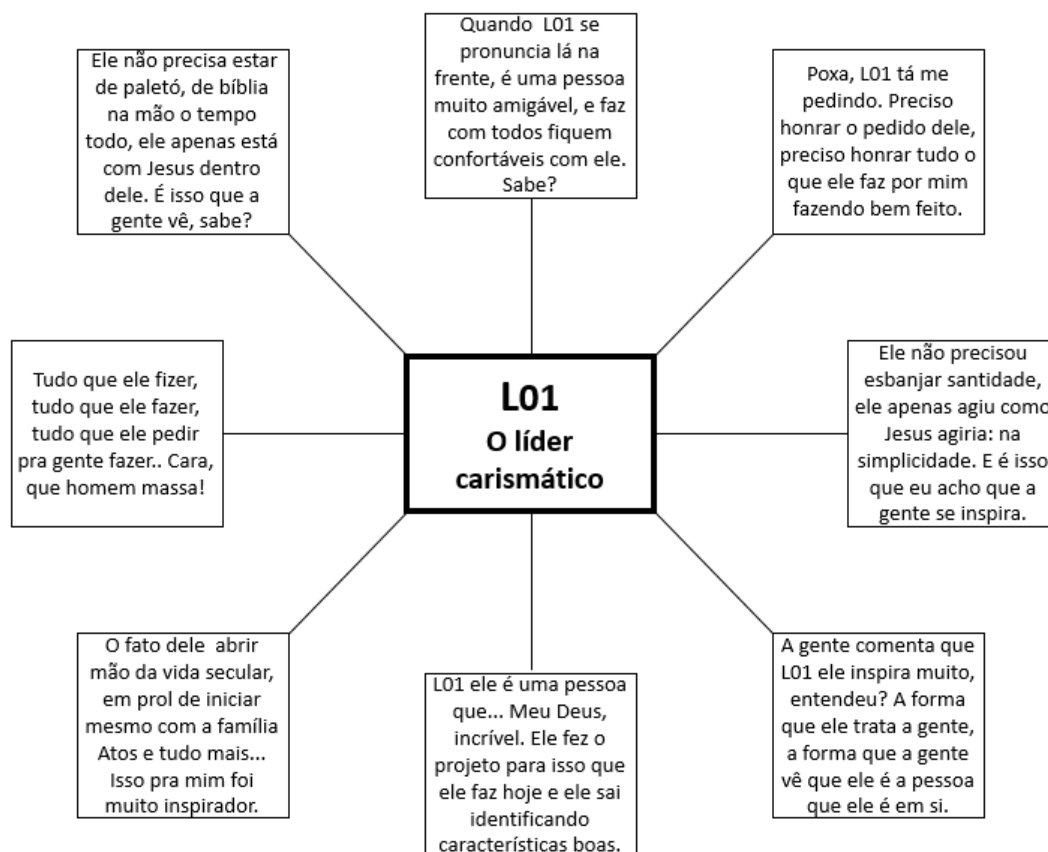 Ele não precisa estar
de paletó, de bíblia
na mão o tempo
todo, ele apenas está
com Jesus dentro
dele. É isso que a
gente vê, sabe?
Quando L01 se
pronuncia lá na
frente, é uma pessoa
muito amigável, e faz
com todos fiquem
confortáveis com ele.
Sabe?
Poxa, L01 tá me
pedindo. Preciso
honrar o pedido dele,
preciso honrar tudo o
que ele faz por mim
fazendo bem feito.
Tudo que ele fizer,
tudo que ele fazer,
tudo que ele pedir
pra gente fazer.. Cara,
que homem massa!
L01
O líder
carismático
Ele não precisou
esbanjar santidade,
ele apenas agiu como
Jesus agiria: na
simplicidade. E é isso
que eu acho que a
gente se inspira.
O fato dele abrir
mão da vida secular,
em prol de iniciar
mesmo com a família
Atos e tudo mais...
Isso pra mim foi
muito inspirador.
L01 ele é uma pessoa
que... Meu Deus,
incrível. Ele fez o
projeto para isso que
ele faz hoje e ele sai
identificando
características boas.
A gente comenta que
L01 ele inspira muito,
entendeu? A forma
que ele trata a gente,
a forma que a gente
vê que ele é a pessoa
que ele é em si.